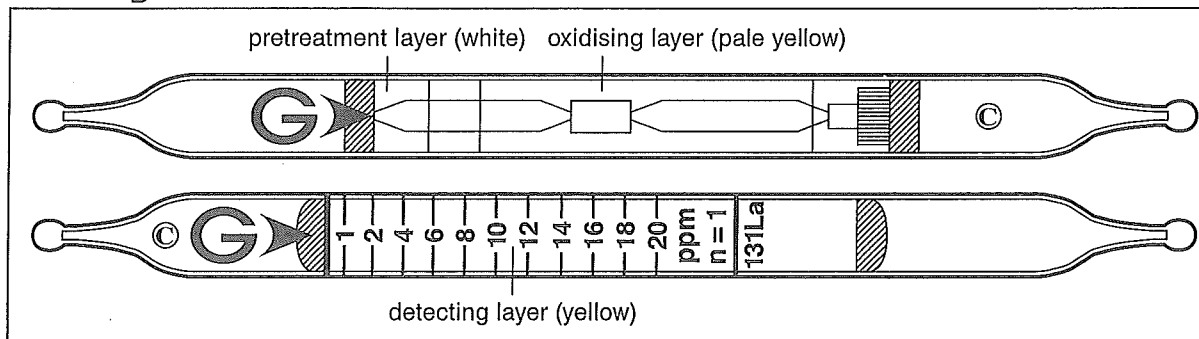 pretreatment layer (white) oxidising layer (pale yellow)
G ©
© G 1 2 4 6 8 10 12 14 16 18 20 ppm n = 1 131La
detecting layer (yellow)